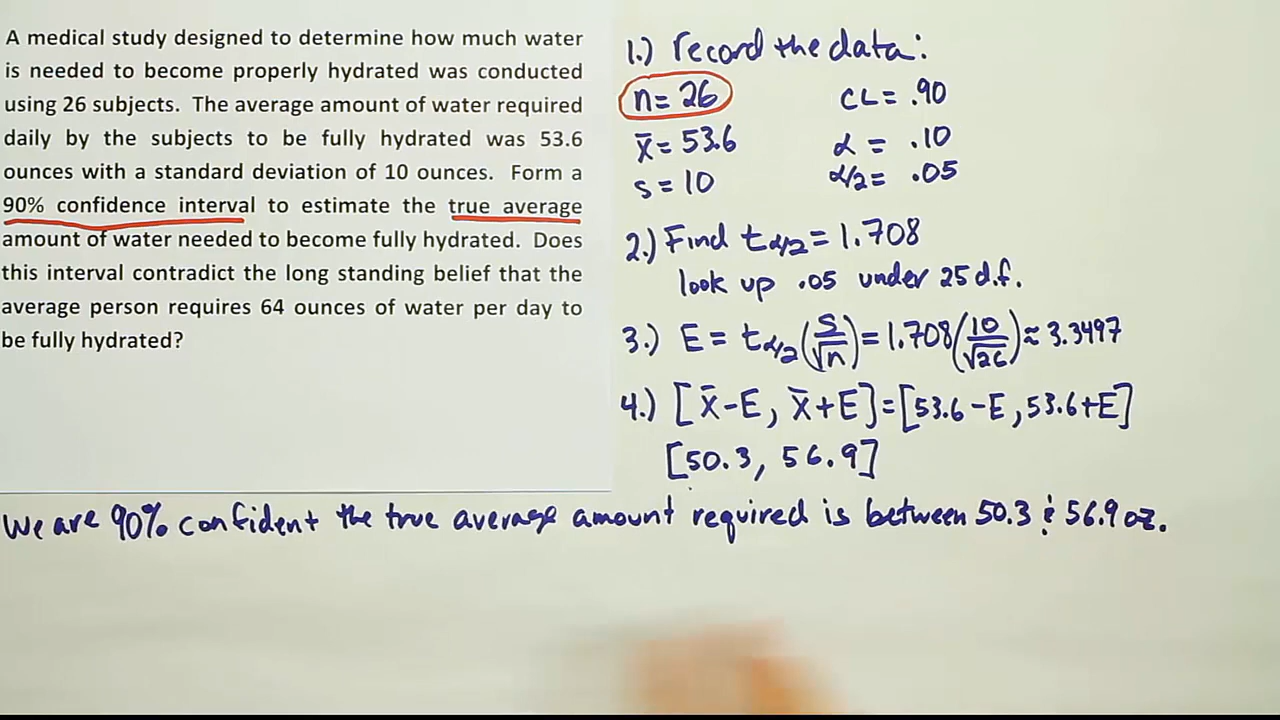 A medical study designed to determine how much water
is needed to become properly hydrated was conducted
using 26 subjects. The average amount of water required
daily by the subjects to be fully hydrated was 53.6
ounces with a standard deviation of 10 ounces. Form a
90% confidence interval to estimate the true average
amount of water needed to become fully hydrated. Does
this interval contradict the long standing belief that the
average person requires 64 ounces of water per day to
be fully hydrated?
1.) record the data:
n = 26 CL = .90
x̄ = 53.6 α = .10
s = 10 α/2 = .05
2.) Find tα/2 = 1.708
look up .05 under 25 d.f.
3.) E = tα/2 (s/√n) = 1.708 (10/√26) ≈ 3.3497
4.) [x̄ - E, x̄ + E] = [53.6 - E, 53.6 + E]
[50.3, 56.9]
We are 90% confident the true average amount required is between 50.3 & 56.9 oz.